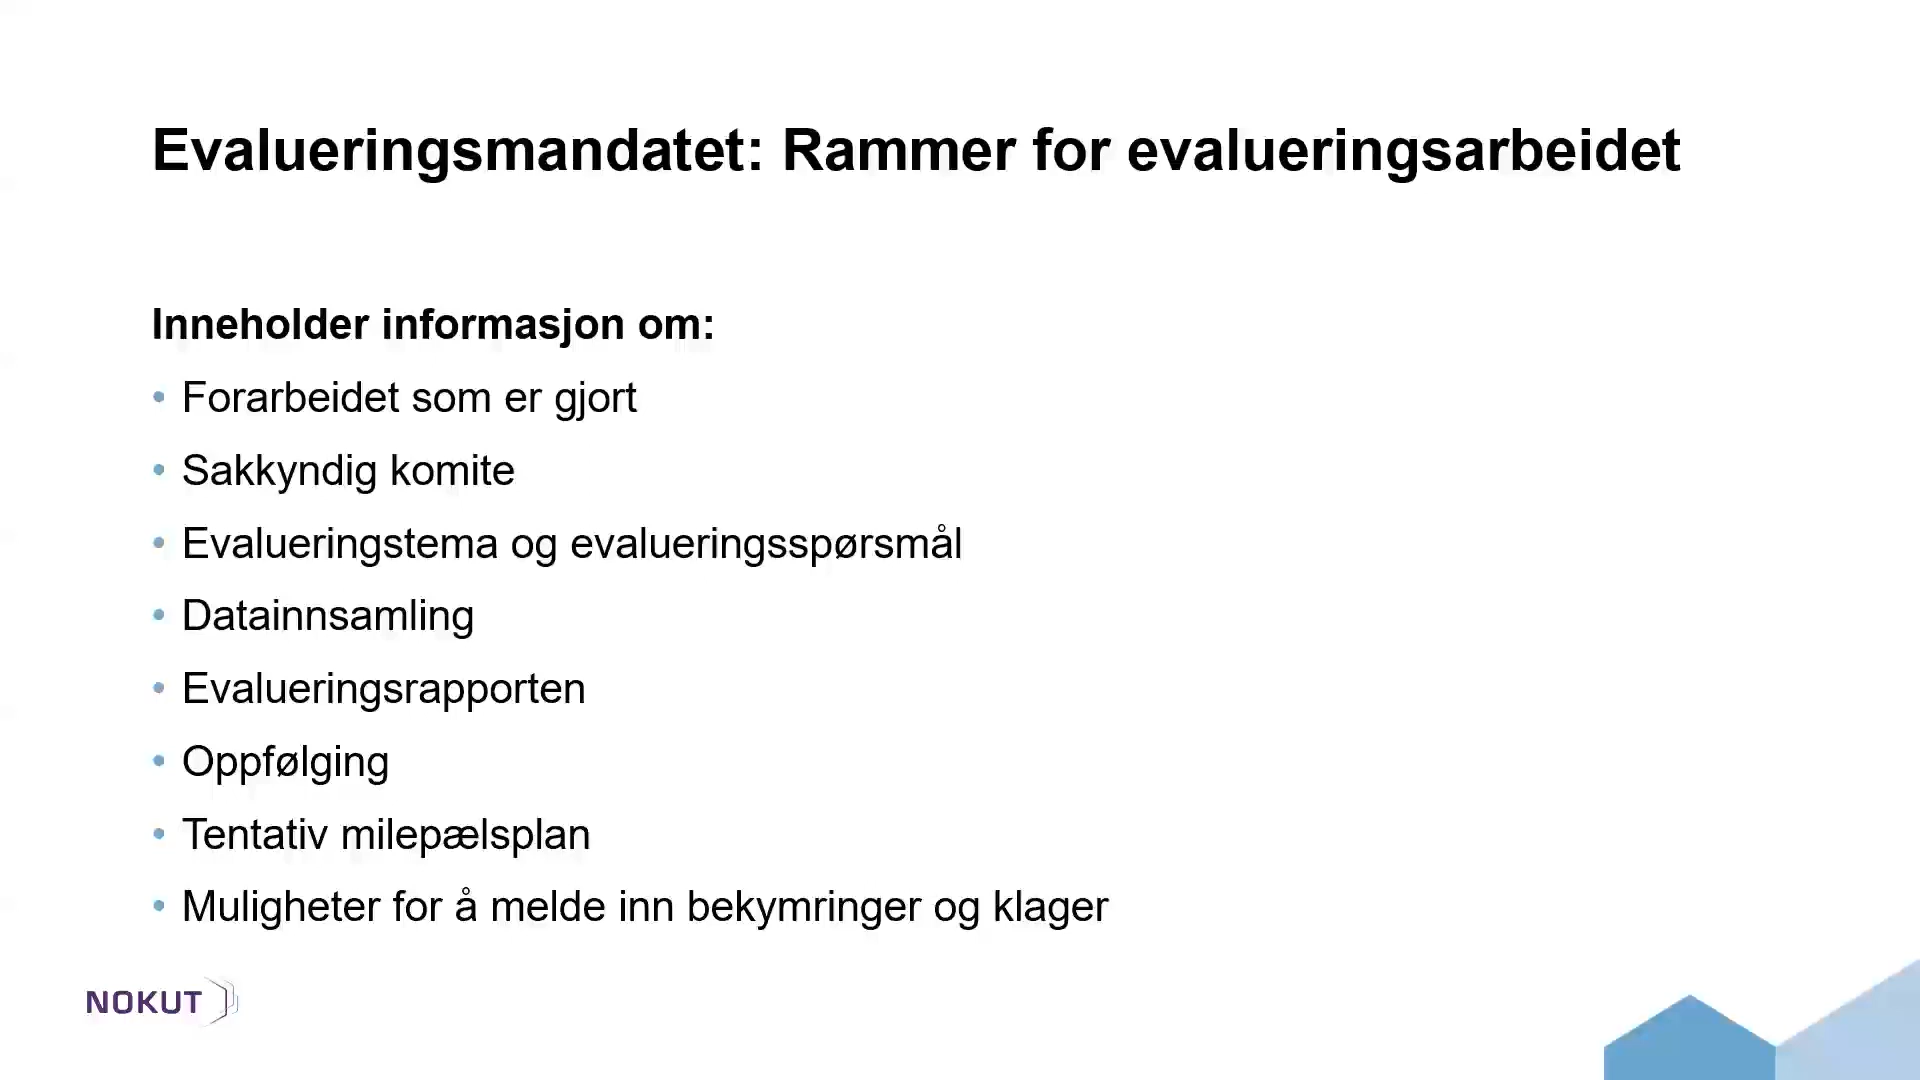 Evalueringsmandatet: Rammer for evalueringsarbeidet
Inneholder informasjon om:
• Forarbeidet som er gjort
• Sakkyndig komite
• Evalueringstema og evalueringsspørsmål
• Datainnsamling
• Evalueringsrapporten
• Oppfølging
• Tentativ milepælsplan
• Muligheter for å melde inn bekymringer og klager
NOKUT